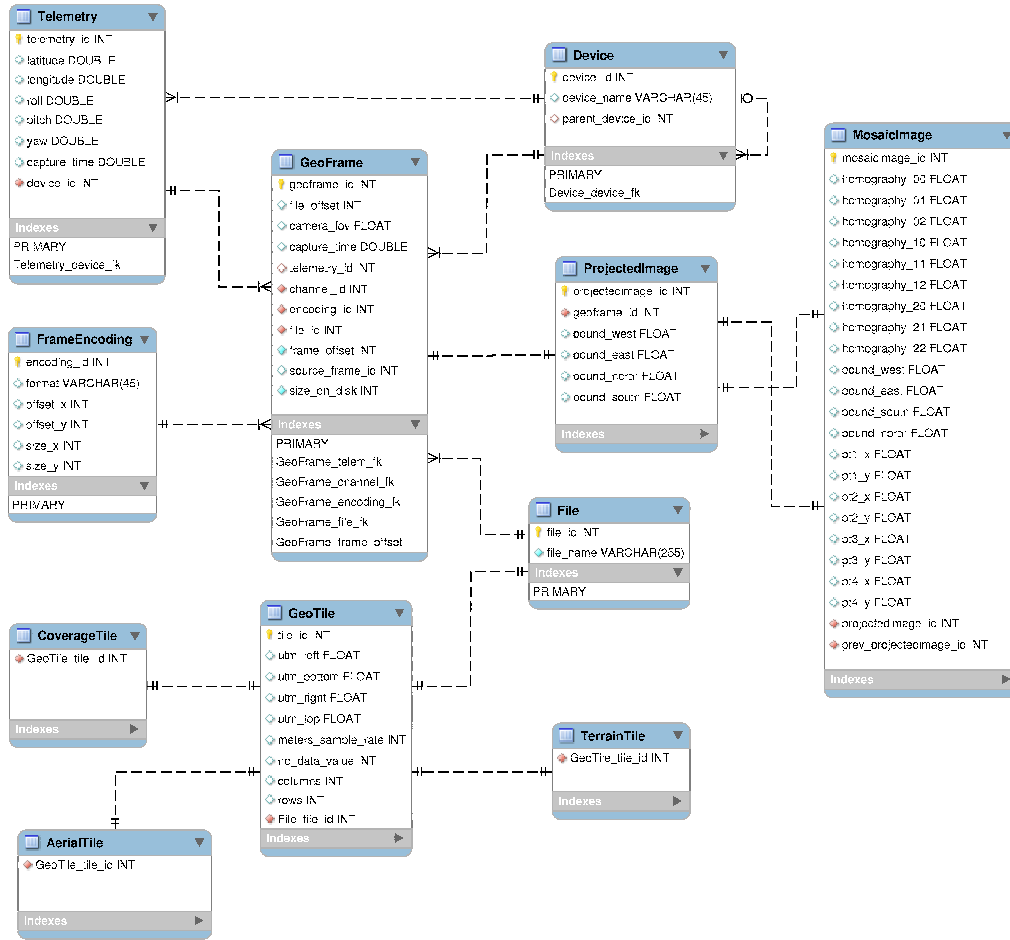 Telemetry
telemetry_id INT
latitude DOUBLE
longitude DOUBLE
roll DOUBLE
pitch DOUBLE
yaw DOUBLE
capture_time DOUBLE
device_id INT
Indexes
PRIMARY
Telemetry_device_fk
FrameEncoding
encoding_id INT
format VARCHAR(45)
offset_x INT
offset_y INT
size_x INT
size_y INT
Indexes
PRIMARY
GeoFrame
geoframe_id INT
file_offset INT
camera_fov FLOAT
capture_time DOUBLE
telemetry_id INT
channel_id INT
encoding_id INT
file_id INT
frame_offset INT
source_frame_id INT
size_on_disk INT
Indexes
PRIMARY
GeoFrame_telem_fk
GeoFrame_channel_fk
GeoFrame_encoding_fk
GeoFrame_file_fk
GeoFrame_frame_offset
Device
device_id INT
device_name VARCHAR(45)
parent_device_id INT
Indexes
PRIMARY
Device_device_fk
ProjectedImage
projectedimage_id INT
geoframe_id INT
bound_west FLOAT
bound_east FLOAT
bound_north FLOAT
bound_south FLOAT
Indexes
MosaicImage
mosaicimage_id INT
homography_00 FLOAT
homography_01 FLOAT
homography_02 FLOAT
homography_10 FLOAT
homography_11 FLOAT
homography_12 FLOAT
homography_20 FLOAT
homography_21 FLOAT
homography_22 FLOAT
bound_west FLOAT
bound_east FLOAT
bound_south FLOAT
bound_north FLOAT
pt1_x FLOAT
pt1_y FLOAT
pt2_x FLOAT
pt2_y FLOAT
pt3_x FLOAT
pt3_y FLOAT
pt4_x FLOAT
pt4_y FLOAT
projectedimage_id INT
prev_projectedimage_id INT
Indexes
File
file_id INT
file_name VARCHAR(255)
Indexes
PRIMARY
CoverageTile
GeoTile_tile_id INT
Indexes
GeoTile
tile_id INT
utm_left FLOAT
utm_bottom FLOAT
utm_right FLOAT
utm_top FLOAT
meters_sample_rate INT
no_data_value INT
columns INT
rows INT
File_file_id INT
Indexes
TerrainTile
GeoTile_tile_id INT
Indexes
AerialTile
GeoTile_tile_id INT
Indexes